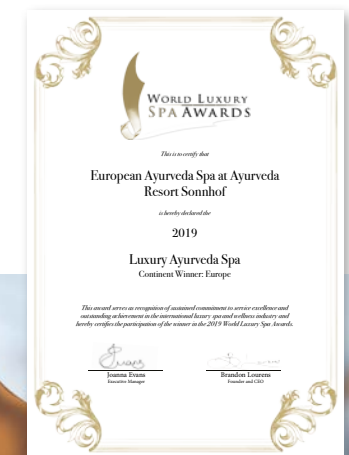 WORLD LUXURY
SPA AWARDS
This is to certify that
European Ayurveda Spa at Ayurveda
Resort Sonnhof
is hereby declared the
2019
Luxury Ayurveda Spa
Continent Winner: Europe
This award serves as recognition of sustained commitment to service excellence and
outstanding achievement in the international luxury spa and wellness industry and
hereby certifies the participation of the winner in the 2019 World Luxury Spa Awards.
Joanna Evans
Executive Manager
Brandon Lourens
Founder and CEO